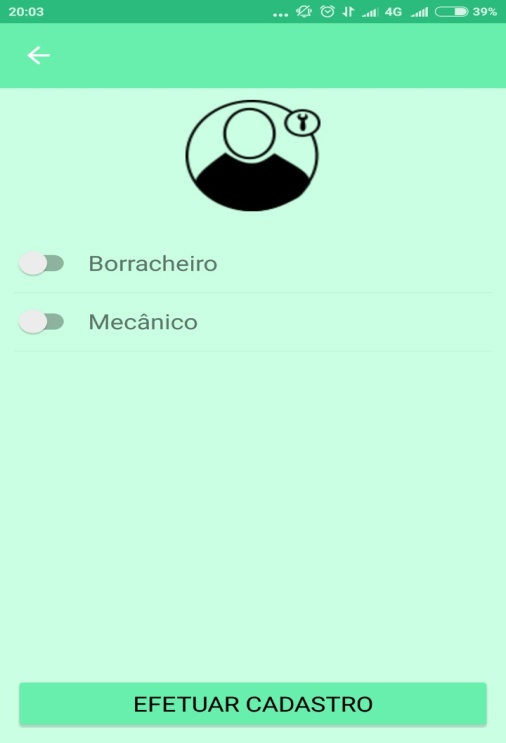 20:03
... 4G 39%
Borracheiro
Mecânico
EFETUAR CADASTRO